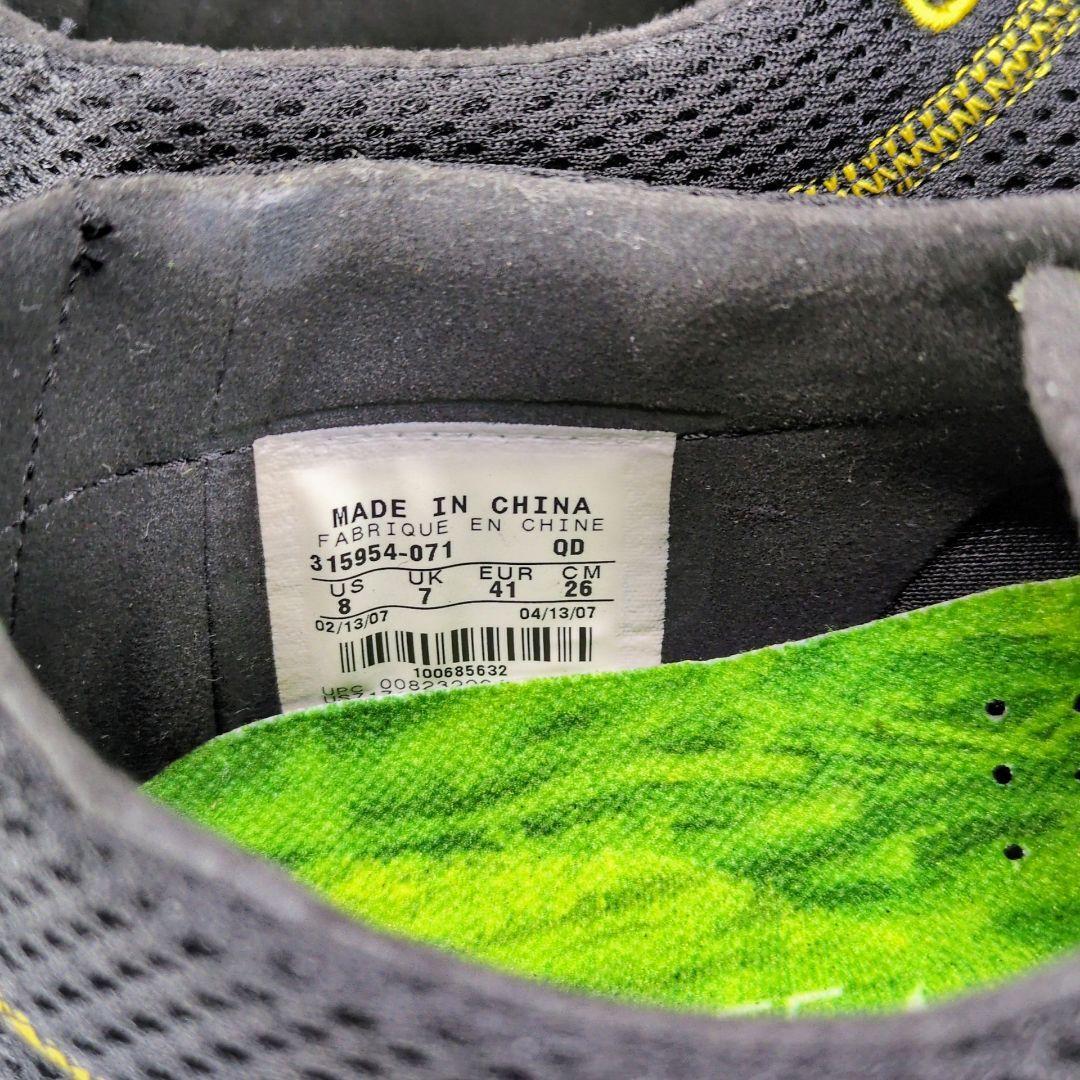 MADE IN CHINA
FABRIQUE EN CHINE
315954-071 QD
US UK EUR CM
8 7 41 26
02/13/07 04/13/07
100685632
UPC